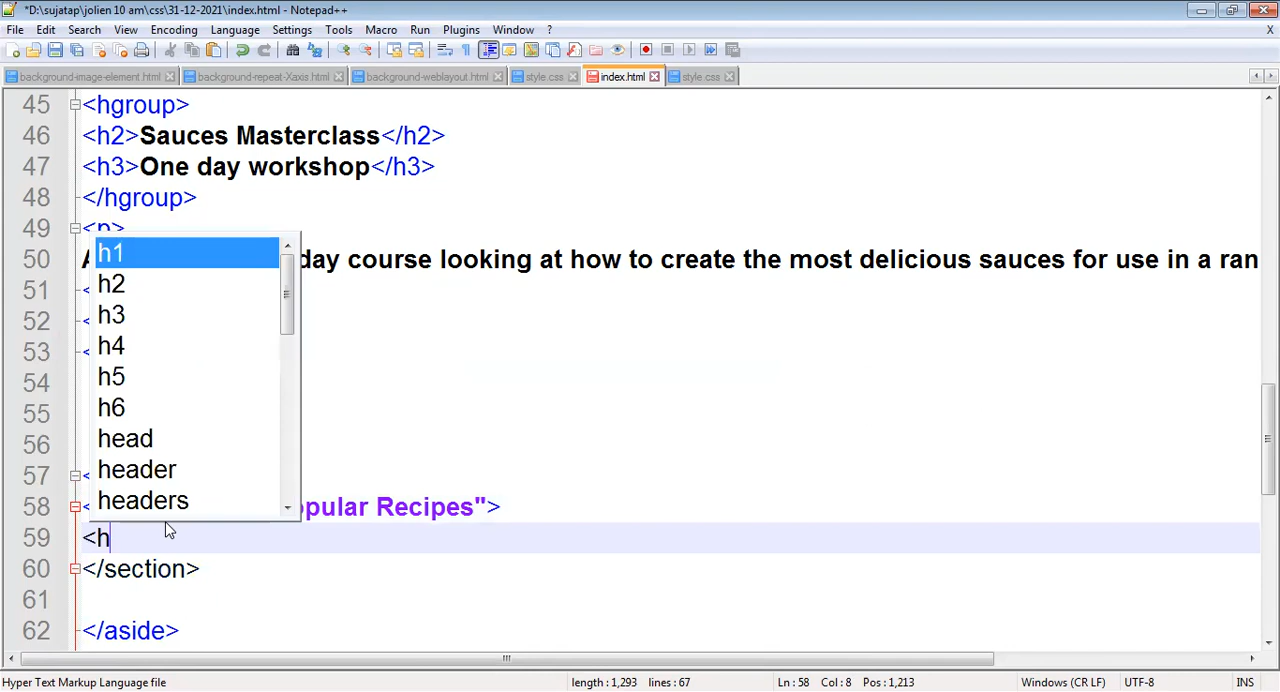 *D:\sujatap\jolien 10 am\css\31-12-2021\index.html - Notepad++
File Edit Search View Encoding Language Settings Tools Macro Run Plugins Window ? X
background-image-element.html background-repeat-Xaxis.html background-weblayout.html style.css index.html style.css
45 <hgroup>
46 <h2>Sauces Masterclass</h2>
47 <h3>One day workshop</h3>
48 </hgroup>
49 <p>
50 day course looking at how to create the most delicious sauces for use in a ran
51 <
52 <
53 <
54
55
56
57 <
58 < opular Recipes">
59 <h
60 </section>
61
62 </aside>
h1
h2
h3
h4
h5
h6
head
header
headers
Hyper Text Markup Language file length : 1,293 lines : 67 Ln : 58 Col : 8 Pos : 1,213 Windows (CR LF) UTF-8 INS